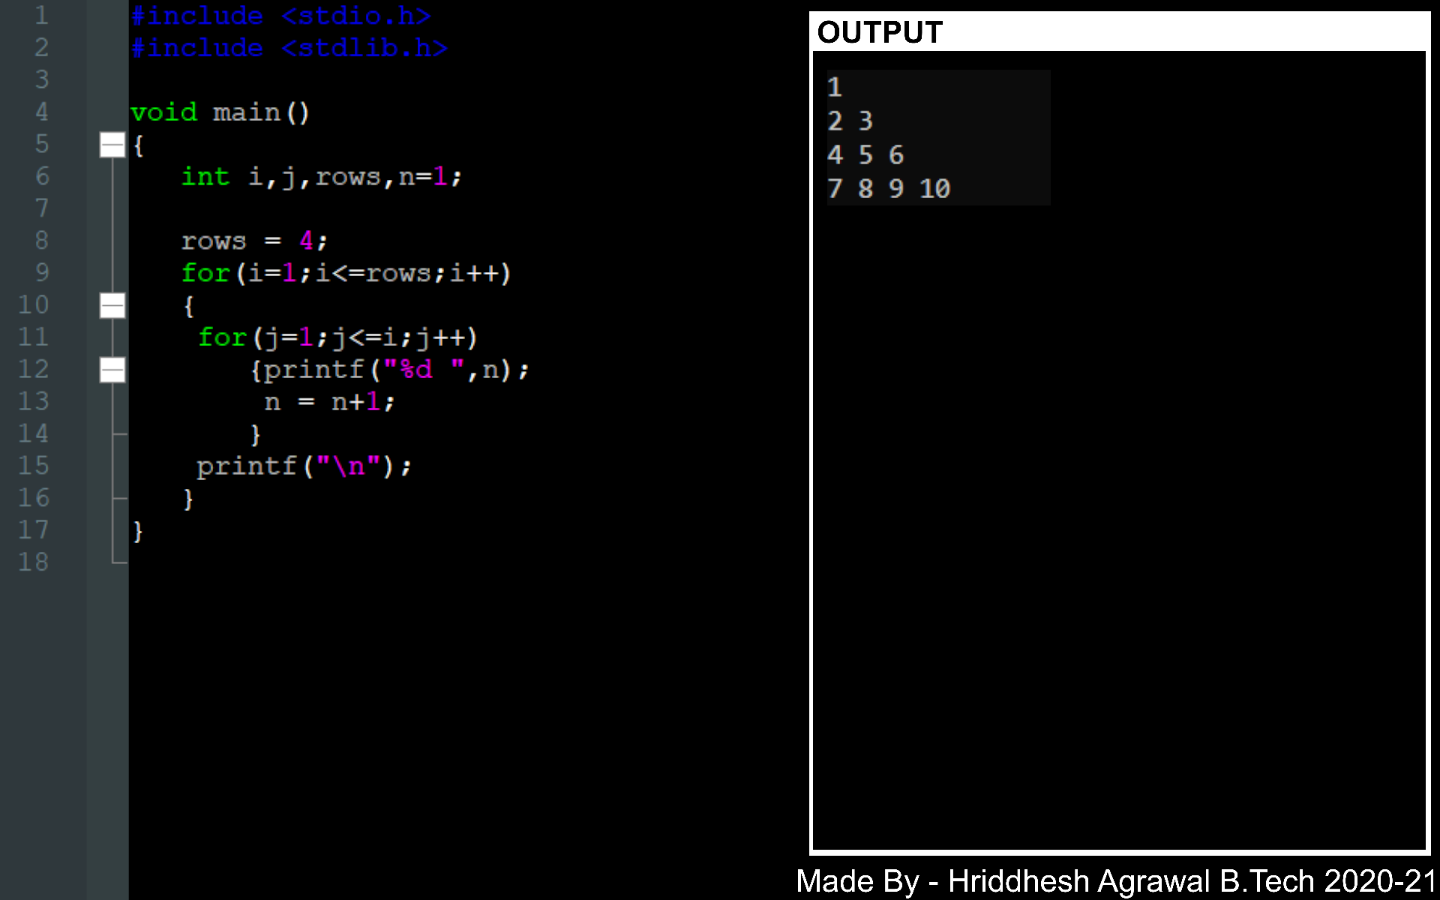 1 #include <stdio.h>
2 #include <stdlib.h>
3
4 void main()
5 {
6    int i,j,rows,n=1;
7
8    rows = 4;
9    for(i=1;i<=rows;i++)
10    {
11     for(j=1;j<=i;j++)
12        {printf("%d ",n);
13         n = n+1;
14        }
15     printf("\n");
16    }
17 }
18
OUTPUT
1
2 3
4 5 6
7 8 9 10
Made By - Hriddhesh Agrawal B.Tech 2020-21